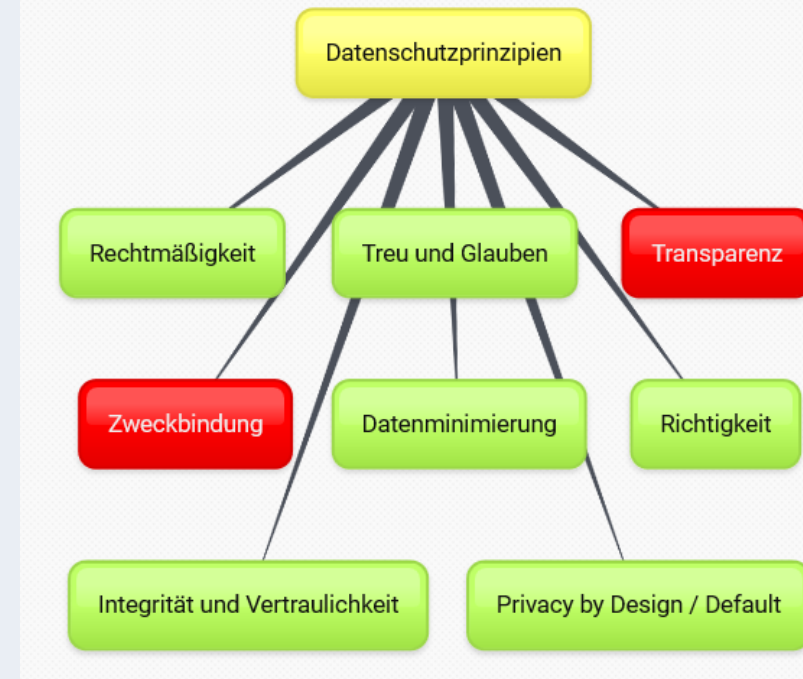 Datenschutzprinzipien
Rechtmäßigkeit
Treu und Glauben
Transparenz
Zweckbindung
Datenminimierung
Richtigkeit
Integrität und Vertraulichkeit
Privacy by Design / Default